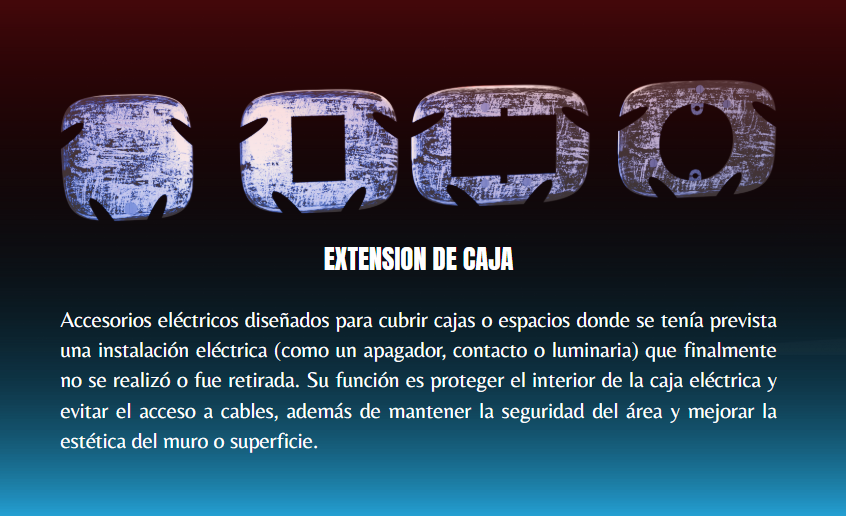 EXTENSION DE CAJA
Accesorios eléctricos diseñados para cubrir cajas o espacios donde se tenía prevista
una instalación eléctrica (como un apagador, contacto o luminaria) que finalmente
no se realizó o fue retirada. Su función es proteger el interior de la caja eléctrica y
evitar el acceso a cables, además de mantener la seguridad del área y mejorar la
estética del muro o superficie.